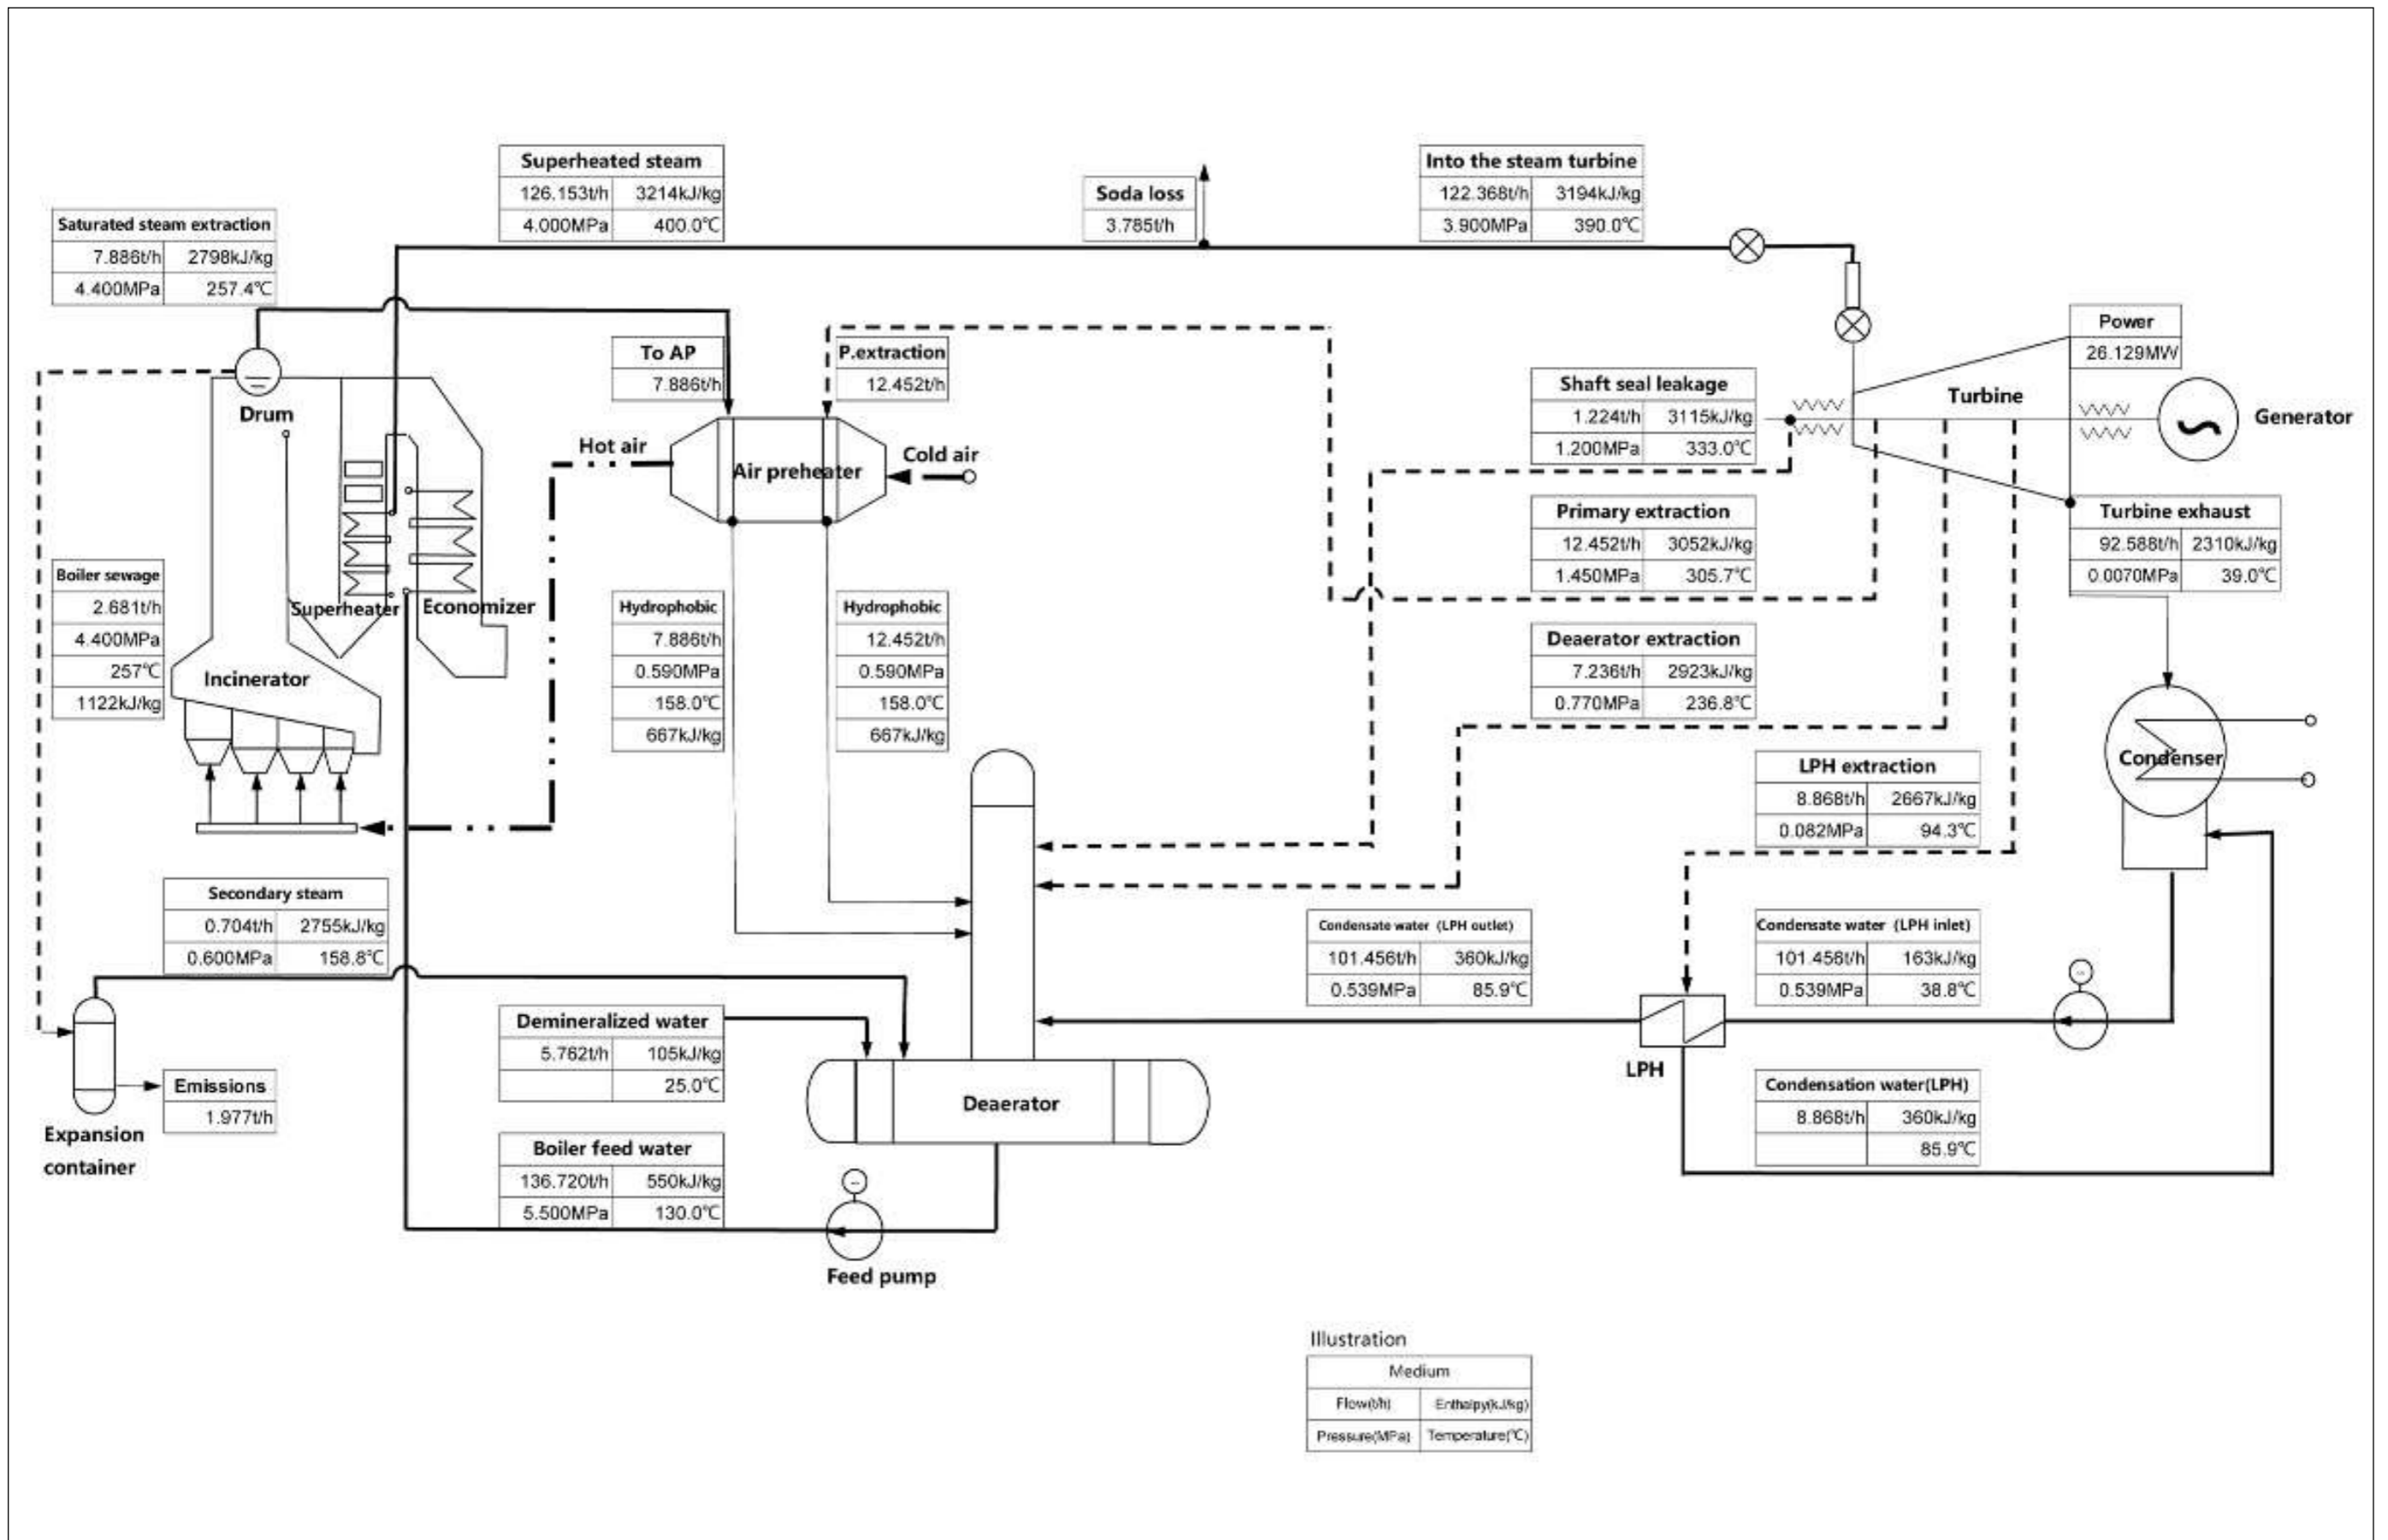 Superheated steam
126.153t/h 3214kJ/kg
4.000MPa 400.0℃
Soda loss
3.785t/h
Into the steam turbine
122.368t/h 3194kJ/kg
3.900MPa 390.0℃
Saturated steam extraction
7.886t/h 2798kJ/kg
4.400MPa 257.4℃
To AP
7.886t/h
P.extraction
12.452t/h
Power
26.129MW
Shaft seal leakage
1.224t/h 3115kJ/kg
1.200MPa 333.0℃
Turbine
Generator
Drum
Hot air
Air preheater
Cold air
Primary extraction
12.452t/h 3052kJ/kg
1.450MPa 305.7℃
Turbine exhaust
92.588t/h 2310kJ/kg
0.0070MPa 39.0℃
Boiler sewage
2.681t/h
4.400MPa
257℃
1122kJ/kg
Superheater
Economizer
Incinerator
Hydrophobic
7.886t/h
0.590MPa
158.0℃
667kJ/kg
Hydrophobic
12.452t/h
0.590MPa
158.0℃
667kJ/kg
Deaerator extraction
7.236t/h 2923kJ/kg
0.770MPa 236.8℃
LPH extraction
8.868t/h 2667kJ/kg
0.082MPa 94.3℃
Condenser
Secondary steam
0.704t/h 2755kJ/kg
0.600MPa 158.8℃
Condensate water (LPH outlet)
101.456t/h 360kJ/kg
0.539MPa 85.9℃
Condensate water (LPH inlet)
101.456t/h 163kJ/kg
0.539MPa 38.8℃
Demineralized water
5.762t/h 105kJ/kg
25.0℃
LPH
Emissions
1.977t/h
Expansion
container
Deaerator
Condensation water(LPH)
8.868t/h 360kJ/kg
85.9℃
Boiler feed water
136.720t/h 550kJ/kg
5.500MPa 130.0℃
Feed pump
Illustration
Medium
Flow(t/h) Enthalpy(kJ/kg)
Pressure(MPa) Temperature(℃)